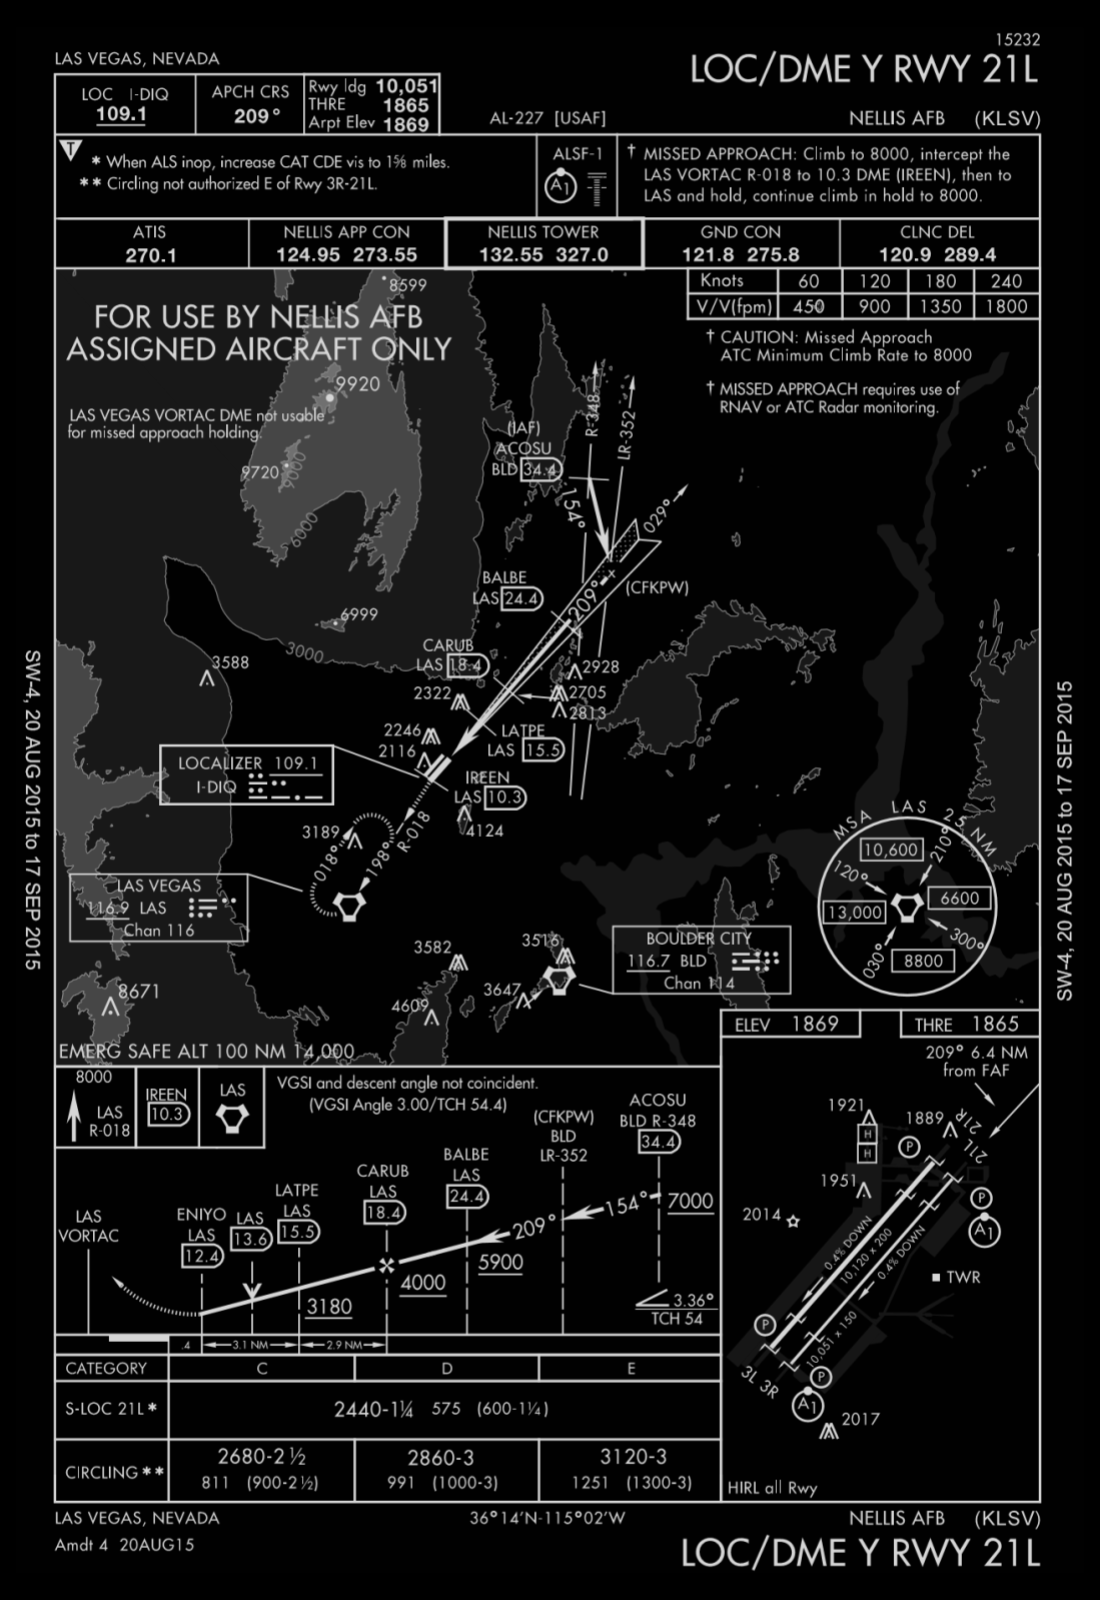 15232
LAS VEGAS, NEVADA
LOC/DME Y RWY 21L
LOC I-DIQ
109.1
APCH CRS
209°
Rwy ldg 10,051
THRE 1865
Arpt Elev 1869
AL-227 [USAF]
NELLIS AFB (KLSV)
T
* When ALS inop, increase CAT CDE vis to 1⅝ miles.
** Circling not authorized E of Rwy 3R-21L.
ALSF-1
A1
† MISSED APPROACH: Climb to 8000, intercept the
LAS VORTAC R-018 to 10.3 DME (IREEN), then to
LAS and hold, continue climb in hold to 8000.
ATIS
270.1
NELLIS APP CON
124.95 273.55
NELLIS TOWER
132.55 327.0
GND CON
121.8 275.8
CLNC DEL
120.9 289.4
Knots 60 120 180 240
V/V(fpm) 450 900 1350 1800
† CAUTION: Missed Approach
ATC Minimum Climb Rate to 8000
† MISSED APPROACH requires use of
RNAV or ATC Radar monitoring.
8599
FOR USE BY NELLIS AFB
ASSIGNED AIRCRAFT ONLY
9920
LAS VEGAS VORTAC DME not usable
for missed approach holding.
9720
9000
6000
(IAF)
ACOSU
BLD 34.4
R-348
LR-352
154°
029°
BALBE
LAS 24.4
209°
(CFKPW)
6999
3000
3588
CARUB
LAS 18.4
2928
2705
2813
2322
2246
2116
LATPE
LAS 15.5
LOCALIZER 109.1
I-DIQ
IREEN
LAS 10.3
4124
R-018
3189
018°
198°
LAS VEGAS
116.9 LAS
Chan 116
3582
3516
3647
4609
8671
BOULDER CITY
116.7 BLD
Chan 114
MSA LAS 25 NM
10,600
210°
120°
13,000
6600
300°
030°
8800
EMERG SAFE ALT 100 NM 14,000
SW-4, 20 AUG 2015 to 17 SEP 2015
SW-4, 20 AUG 2015 to 17 SEP 2015
8000
LAS
R-018
IREEN
10.3
LAS
VGSI and descent angle not coincident.
(VGSI Angle 3.00/TCH 54.4)
(CFKPW)
BLD
LR-352
ACOSU
BLD R-348
34.4
BALBE
LAS
24.4
CARUB
LAS
18.4
LATPE
LAS
15.5
LAS
13.6
ENIYO
LAS
12.4
LAS
VORTAC
7000
154°
209°
5900
4000
3180
3.36°
TCH 54
.4
3.1 NM
2.9 NM
CATEGORY C D E
S-LOC 21L* 2440-1¼ 575 (600-1¼)
CIRCLING** 2680-2½ 2860-3 3120-3
811 (900-2½) 991 (1000-3) 1251 (1300-3)
ELEV 1869
THRE 1865
209° 6.4 NM
from FAF
1921
H
H
1889
21R
21L
P
1951
P
A1
2014
0.4% DOWN
10,120 x 200
0.4% DOWN
TWR
P
10,051 x 150
3L 3R
P
A1
2017
HIRL all Rwy
LAS VEGAS, NEVADA
Amdt 4 20AUG15
36°14'N-115°02'W
NELLIS AFB (KLSV)
LOC/DME Y RWY 21L